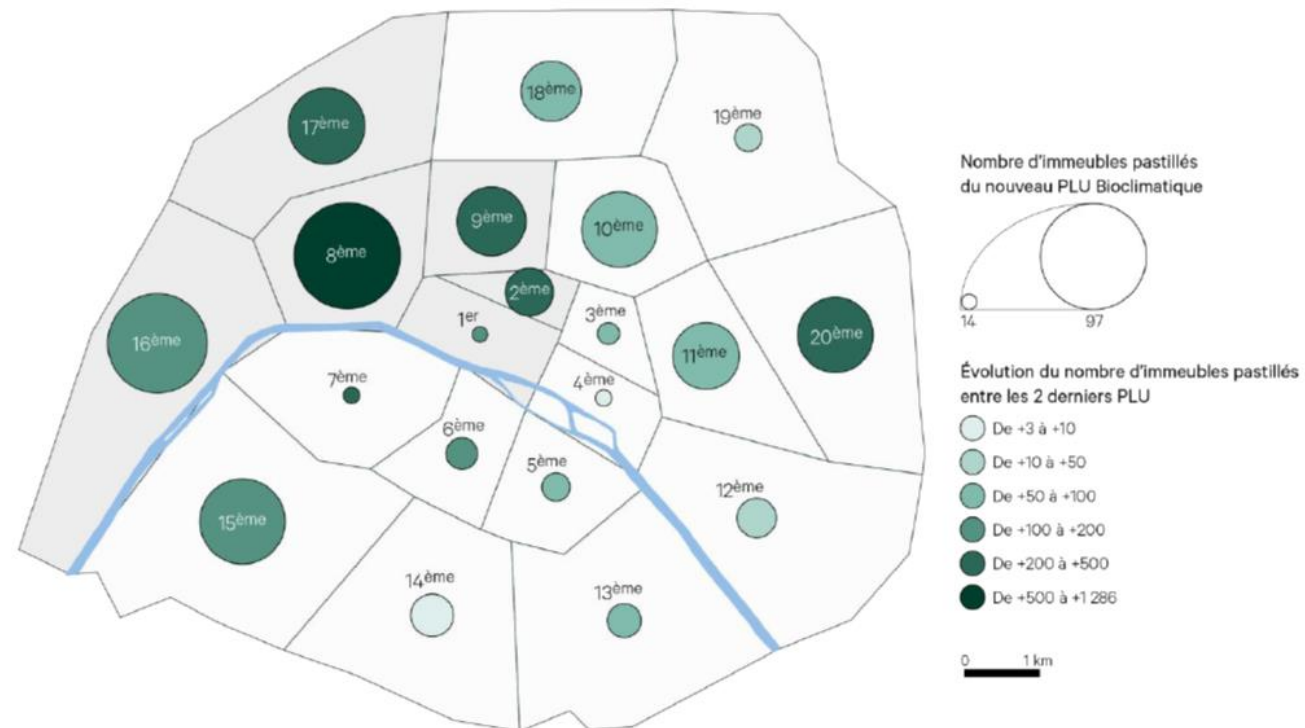 18ème
17ème
19ème
9ème
10ème
8ème
2ème
1er
3ème
20ème
16ème
11ème
7ème
4ème
6ème
5ème
12ème
15ème
14ème
13ème
Nombre d'immeubles pastillés
du nouveau PLU Bioclimatique
14 97
Évolution du nombre d'immeubles pastillés
entre les 2 derniers PLU
De +3 à +10
De +10 à +50
De +50 à +100
De +100 à +200
De +200 à +500
De +500 à +1 286
0 1 km